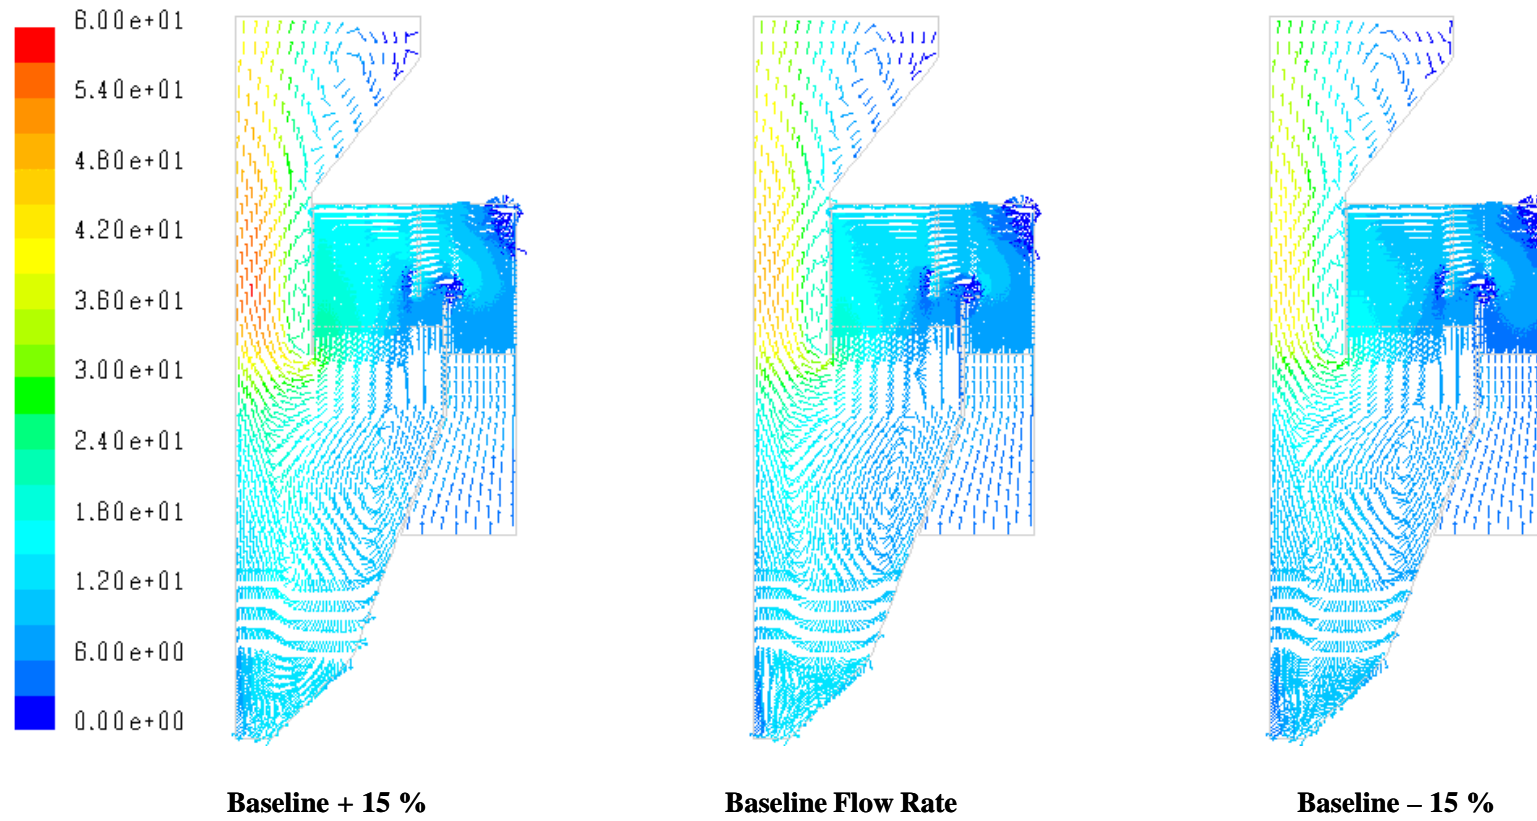 6.00e+01
5.40e+01
4.80e+01
4.20e+01
3.60e+01
3.00e+01
2.40e+01
1.80e+01
1.20e+01
6.00e+00
0.00e+00
Baseline + 15 %
Baseline Flow Rate
Baseline – 15 %